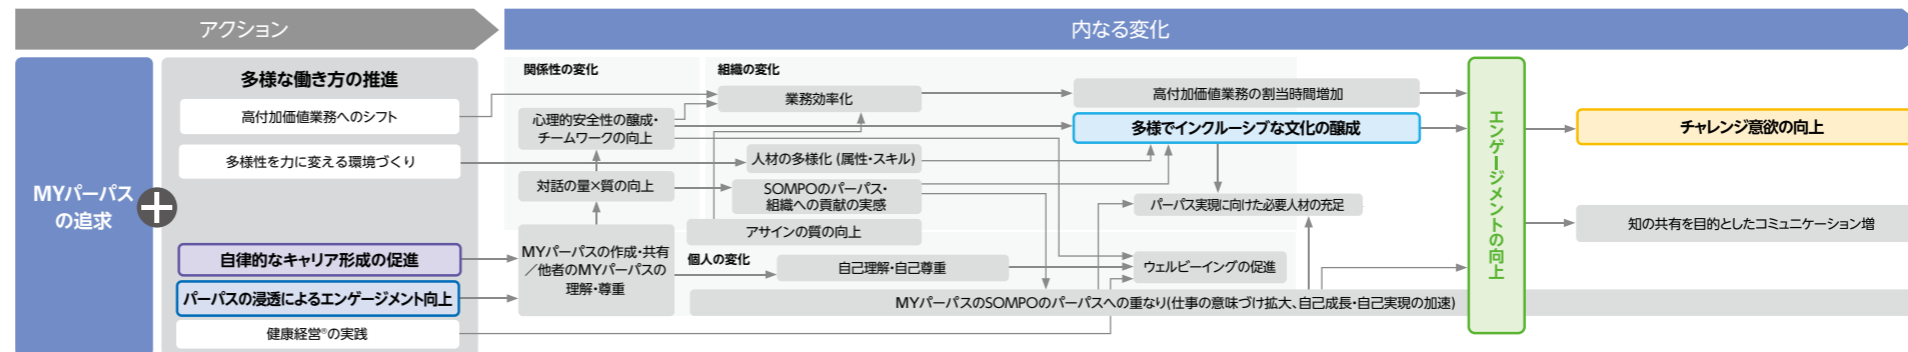 アクション
内なる変化
MYパーパス
の追求
多様な働き方の推進
高付加価値業務へのシフト
多様性を力に変える環境づくり
自律的なキャリア形成の促進
パーパスの浸透によるエンゲージメント向上
健康経営®の実践
関係性の変化
心理的安全性の醸成・
チームワークの向上
対話の量×質の向上
MYパーパスの作成・共有
／他者のMYパーパスの
理解・尊重
組織の変化
業務効率化
人材の多様化 (属性・スキル)
SOMPOのパーパス・
組織への貢献の実感
アサインの質の向上
個人の変化
自己理解・自己尊重
高付加価値業務の割当時間増加
多様でインクルーシブな文化の醸成
パーパス実現に向けた必要人材の充足
ウェルビーイングの促進
MYパーパスのSOMPOのパーパスへの重なり(仕事の意味づけ拡大、自己成長・自己実現の加速)
エンゲージメントの向上
チャレンジ意欲の向上
知の共有を目的としたコミュニケーション増